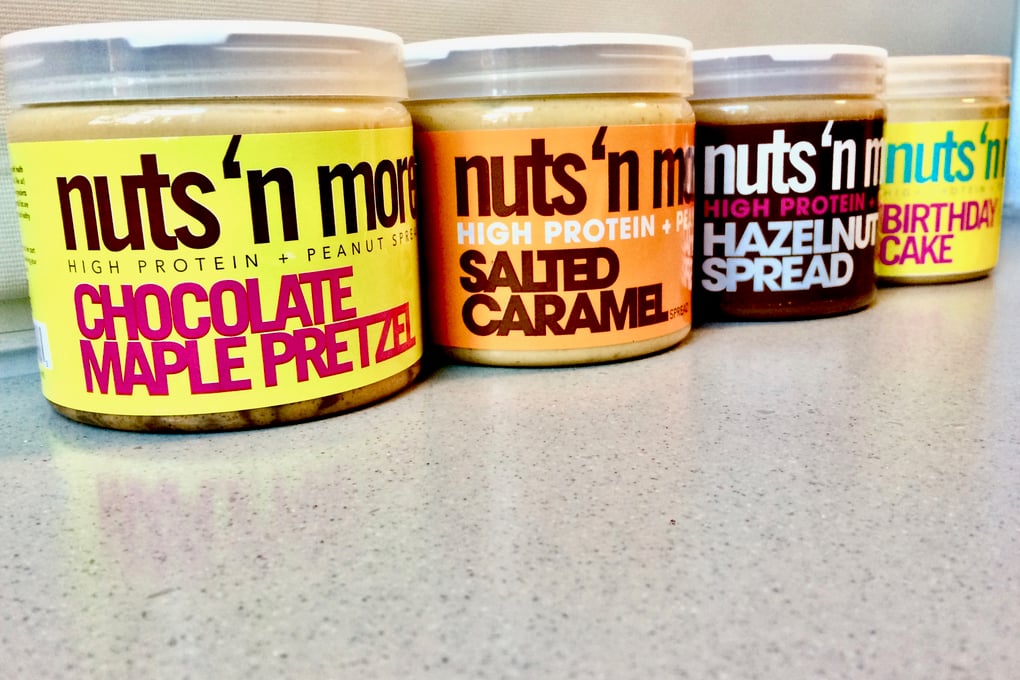 nuts 'n more
HIGH PROTEIN + PEANUT SPRE
CHOCOLATE
MAPLE PRETZEL
nuts 'n mo
HIGH PROTEIN + PE
SALTED
CARAMEL SPREAD
nuts 'n m
HIGH PROTEIN +
HAZELNUT
SPREAD
nuts 'n
BIRTHDAY
CAKE